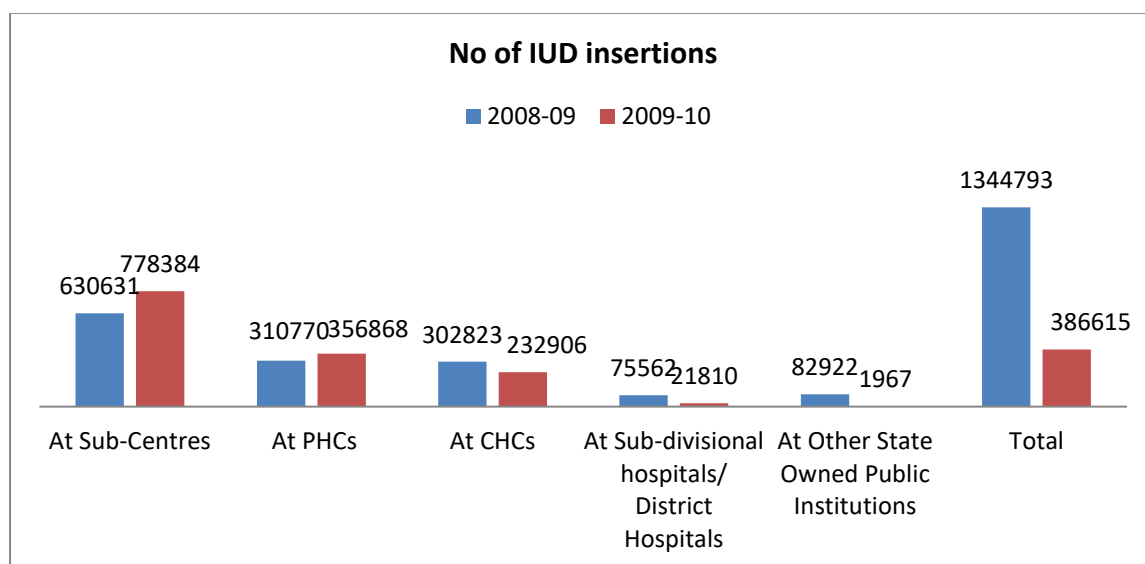 No of IUD insertions
2008-09 2009-10
630631 778384 310770 356868 302823 232906 75562 21810 82922 1967 1344793 386615
At Sub-Centres At PHCs At CHCs At Sub-divisional At Other State Total
hospitals/ Owned Public
District Institutions
Hospitals